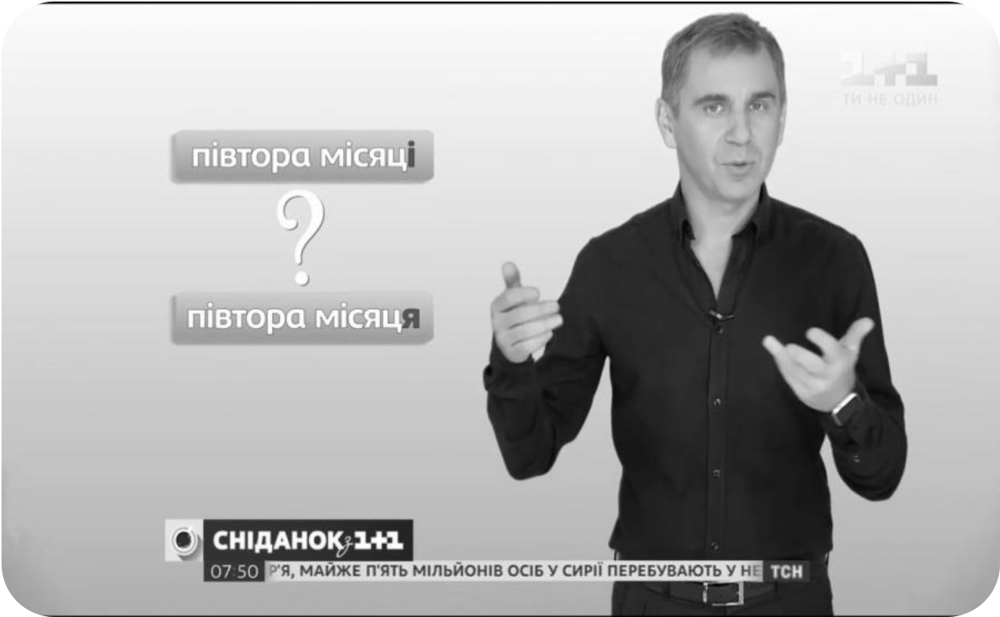 1+1
ТИ НЕ ОДИН
півтора місяці
?
півтора місяця
СНІДАНОК з 1+1
07:50 Р'Я, МАЙЖЕ П'ЯТЬ МІЛЬЙОНІВ ОСІБ У СИРІЇ ПЕРЕБУВАЮТЬ У НЕ ТСН